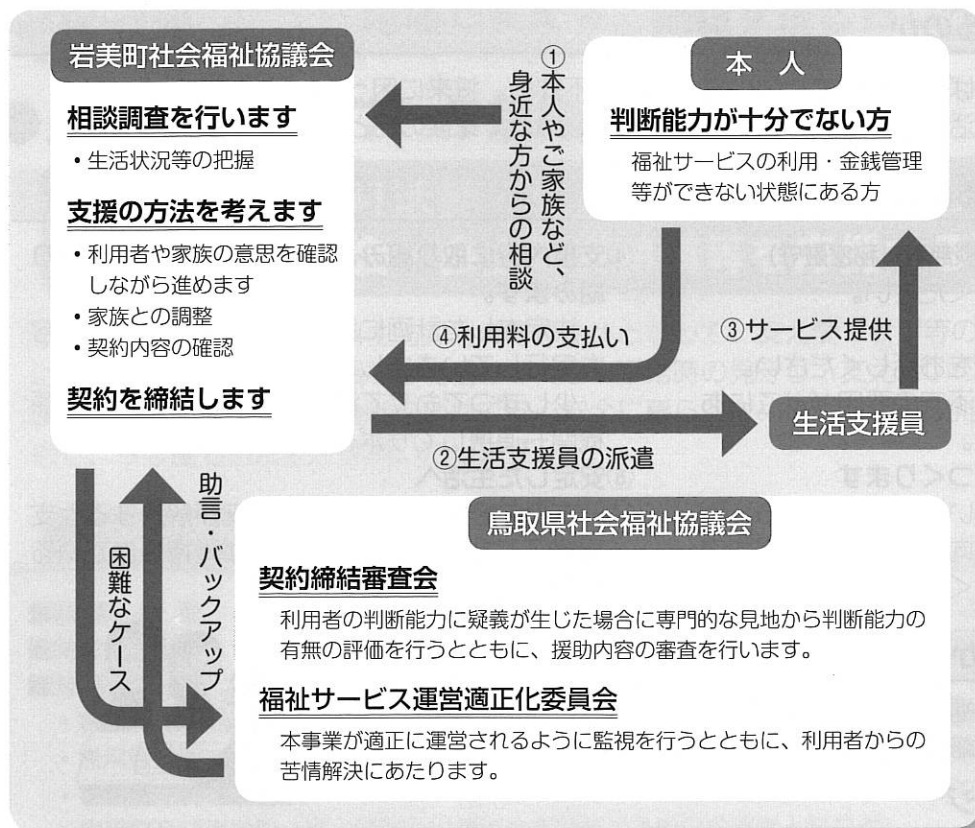 岩美町社会福祉協議会
相談調査を行います
・生活状況等の把握
支援の方法を考えます
・利用者や家族の意思を確認
しながら進めます
・家族との調整
・契約内容の確認
契約を締結します
①本人やご家族など、
身近な方からの相談
本人
判断能力が十分でない方
福祉サービスの利用・金銭管理
等ができない状態にある方
④利用料の支払い
③サービス提供
生活支援員
②生活支援員の派遣
助言・バックアップ
困難なケース
鳥取県社会福祉協議会
契約締結審査会
利用者の判断能力に疑義が生じた場合に専門的な見地から判断能力の
有無の評価を行うとともに、援助内容の審査を行います。
福祉サービス運営適正化委員会
本事業が適正に運営されるように監視を行うとともに、利用者からの
苦情解決にあたります。